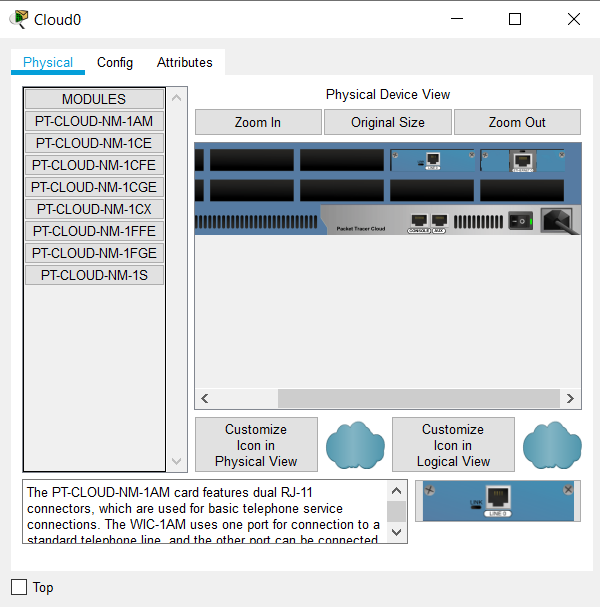 Cloud0
Physical
Config
Attributes
MODULES
PT-CLOUD-NM-1AM
PT-CLOUD-NM-1CE
PT-CLOUD-NM-1CFE
PT-CLOUD-NM-1CGE
PT-CLOUD-NM-1CX
PT-CLOUD-NM-1FFE
PT-CLOUD-NM-1FGE
PT-CLOUD-NM-1S
Physical Device View
Zoom In
Original Size
Zoom Out
LINE 0
ETHERNET 0
Packet Tracer Cloud
CONSOLE
AUX
Customize
Icon in
Physical View
Customize
Icon in
Logical View
The PT-CLOUD-NM-1AM card features dual RJ-11
connectors, which are used for basic telephone service
connections. The WIC-1AM uses one port for connection to a
standard telephone line, and the other port can be connected
LINK
LINE 0
Top